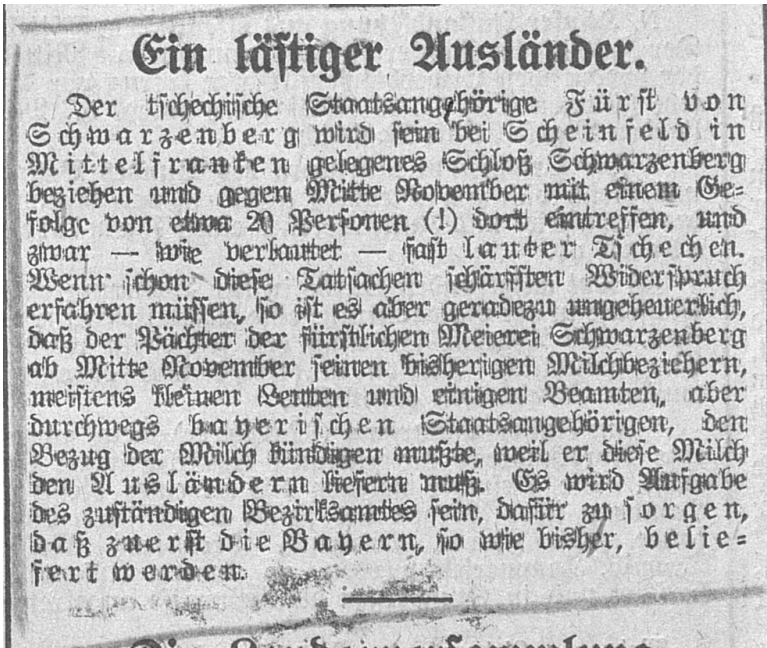 Ein lästiger Ausländer.
Der tschechische Staatsangehörige Fürst von
Schwarzenberg wird sein bei Scheinfeld in
Mittelfranken gelegenes Schloß Schwarzenberg
beziehen und gegen Mitte November mit einem Ge-
folge von etwa 20 Personen (!) dort eintreffen, und
zwar — wie verlautet — fast lauter Tschechen.
Wenn schon diese Tatsachen schärfsten Widerspruch
erfahren müssen, so ist es aber geradezu ungeheuerlich,
daß der Pächter der fürstlichen Meierei Schwarzenberg
ab Mitte November seinen bisherigen Milchbeziehern,
meistens kleinen Leuten und einigen Beamten, aber
durchwegs bayerischen Staatsangehörigen, den
Bezug der Milch kündigen mußte, weil er diese Milch
den Ausländern liefern muß. Es wird Aufgabe
des zuständigen Bezirksamtes sein, dafür zu sorgen,
daß zuerst die Bayern, so wie bisher, belie-
fert werden.